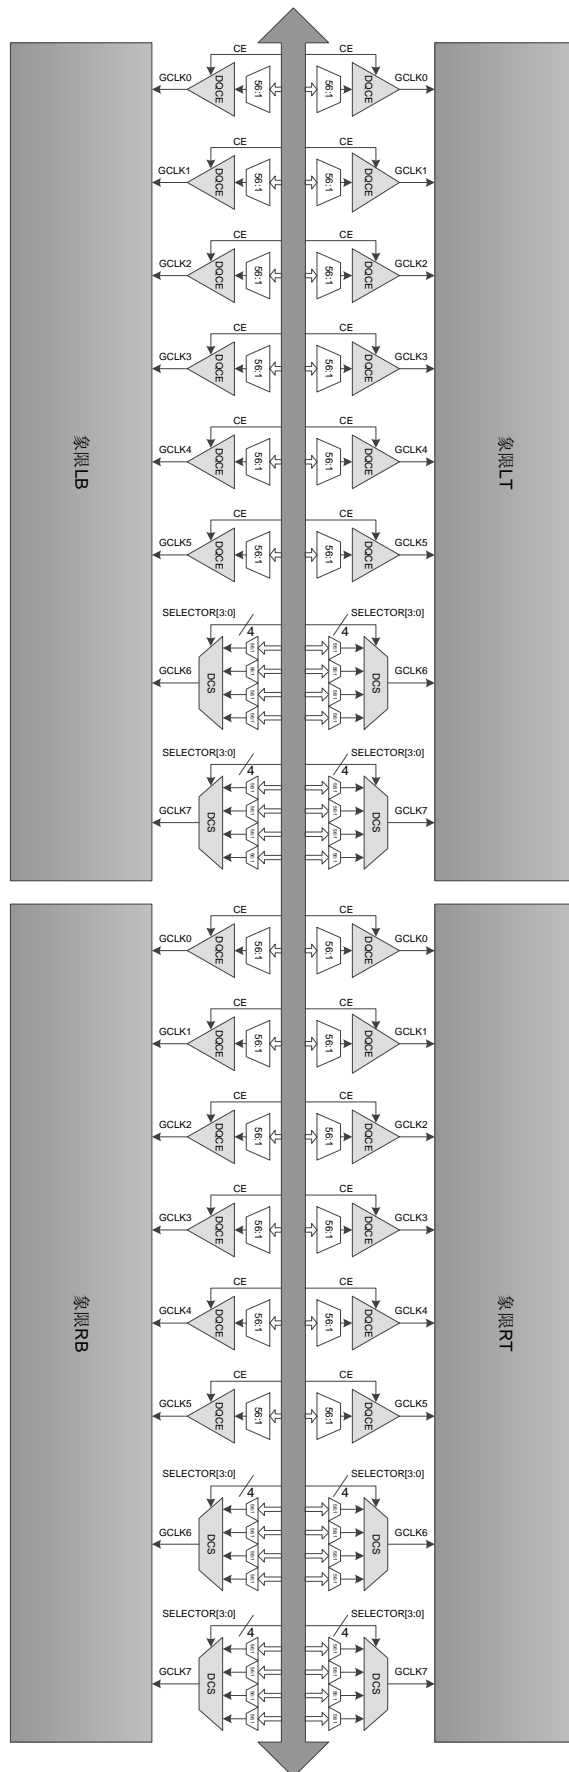 CE
CE
GCLK0
DQCE
56:1
56:1
DQCE
GCLK0
CE
CE
GCLK1
DQCE
56:1
56:1
DQCE
GCLK1
CE
CE
GCLK2
DQCE
56:1
56:1
DQCE
GCLK2
CE
CE
GCLK3
DQCE
56:1
56:1
DQCE
GCLK3
CE
CE
GCLK4
DQCE
56:1
56:1
DQCE
GCLK4
象限LB
象限LT
CE
CE
GCLK5
DQCE
56:1
56:1
DQCE
GCLK5
SELECTOR[3:0]
4
4
SELECTOR[3:0]
GCLK6
DCS
DCS
GCLK6
SELECTOR[3:0]
4
4
SELECTOR[3:0]
GCLK7
DCS
DCS
GCLK7
CE
CE
GCLK0
DQCE
56:1
56:1
DQCE
GCLK0
CE
CE
GCLK1
DQCE
56:1
56:1
DQCE
GCLK1
CE
CE
GCLK2
DQCE
56:1
56:1
DQCE
GCLK2
CE
CE
GCLK3
DQCE
56:1
56:1
DQCE
GCLK3
CE
CE
GCLK4
DQCE
56:1
56:1
DQCE
GCLK4
象限RB
象限RT
CE
CE
GCLK5
DQCE
56:1
56:1
DQCE
GCLK5
SELECTOR[3:0]
4
4
SELECTOR[3:0]
GCLK6
DCS
DCS
GCLK6
SELECTOR[3:0]
4
4
SELECTOR[3:0]
GCLK7
DCS
DCS
GCLK7